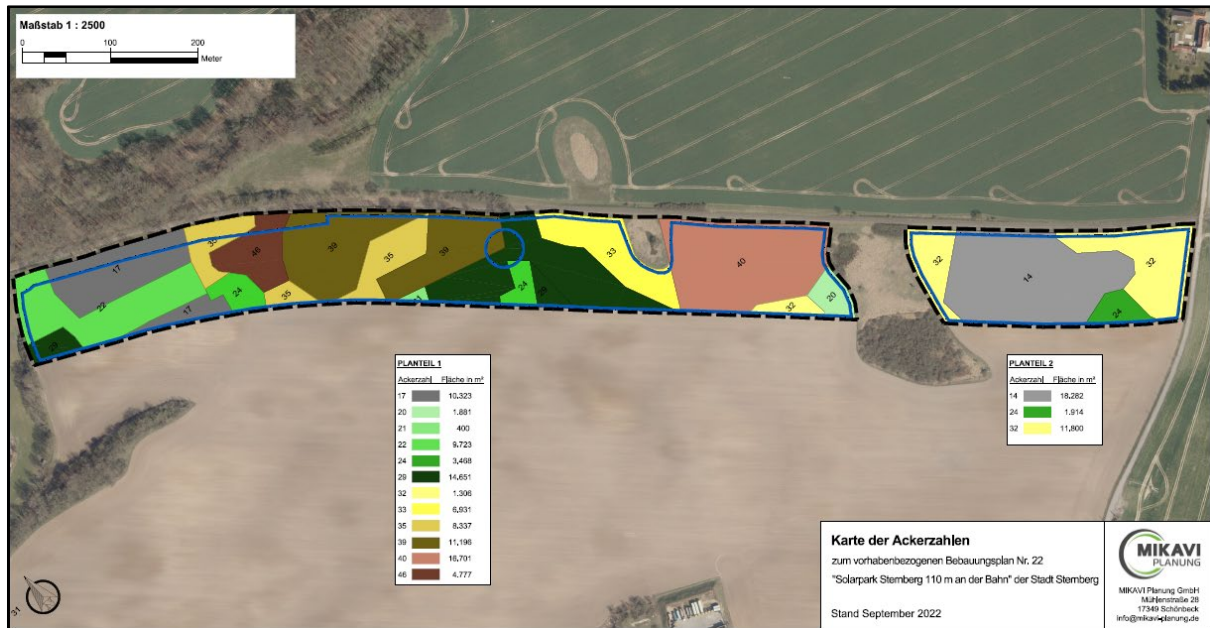 Maßstab 1 : 2500
0 100 200
Meter
17
35
46
39
35
39
33
40
32
14
32
22
17
24
35
21
24
29
32
20
24
29
PLANTEIL 1
Ackerzahl Fläche in m²
17 10.323
20 1.881
21 400
22 9.723
24 3.468
29 14.651
32 1.306
33 6.931
35 8.337
39 11.196
40 16.701
46 4.777
PLANTEIL 2
Ackerzahl Fläche in m²
14 18.282
24 1.914
32 11.800
Karte der Ackerzahlen
zum vorhabenbezogenen Bebauungsplan Nr. 22
"Solarpark Sternberg 110 m an der Bahn" der Stadt Sternberg
Stand September 2022
MIKAVI
PLANUNG
MIKAVI Planung GmbH
Mühlenstraße 28
17349 Schönbeck
info@mikavi-planung.de
31